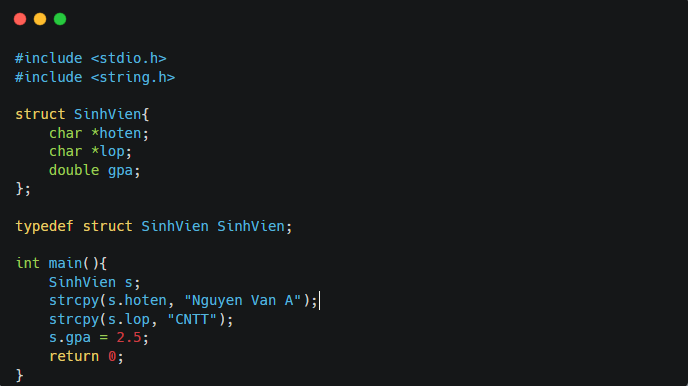 #include <stdio.h>
#include <string.h>

struct SinhVien{
    char *hoten;
    char *lop;
    double gpa;
};

typedef struct SinhVien SinhVien;

int main(){
    SinhVien s;
    strcpy(s.hoten, "Nguyen Van A");
    strcpy(s.lop, "CNTT");
    s.gpa = 2.5;
    return 0;
}